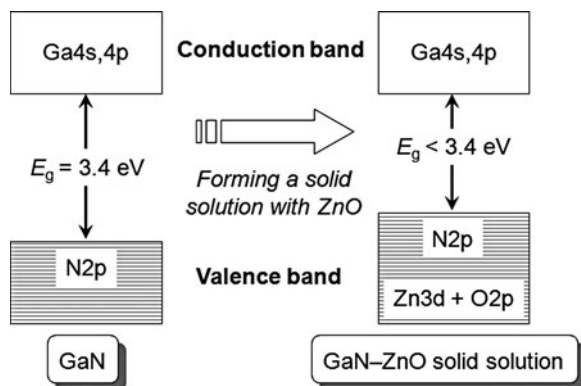 Ga4s,4p
Conduction band
Ga4s,4p
Eg = 3.4 eV
Forming a solid
solution with ZnO
Eg < 3.4 eV
N2p
Valence band
N2p
Zn3d + O2p
GaN
GaN–ZnO solid solution